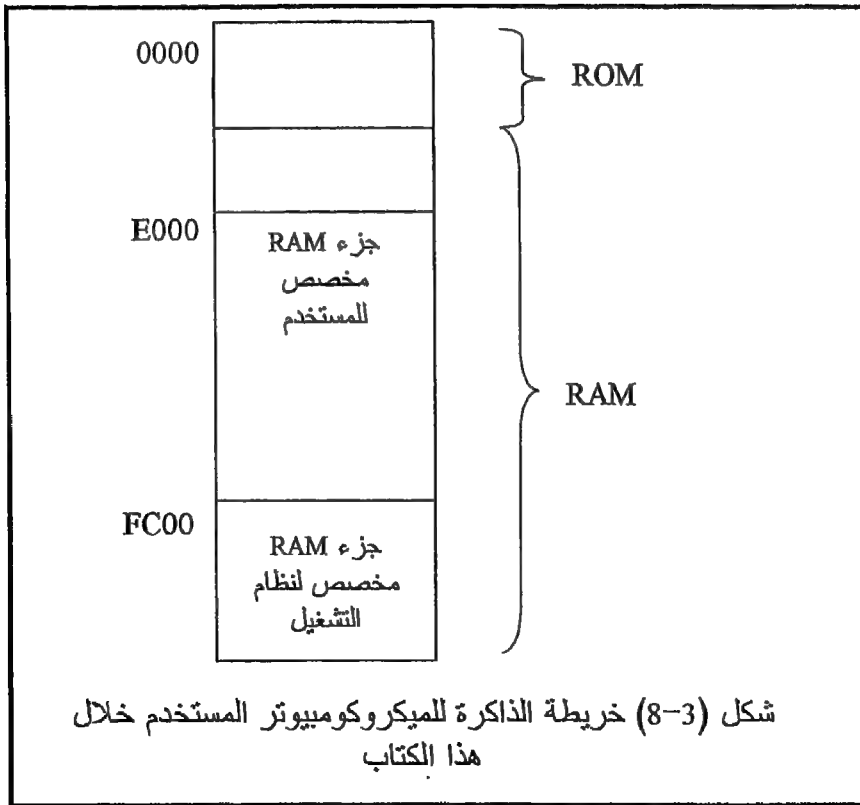 0000
ROM
E000
جزء RAM
مخصص
للمستخدم
RAM
FC00
جزء RAM
مخصص لنظام
التشغيل
شكل (3-8) خريطة الذاكرة للميكروكومبيوتر المستخدم خلال
هذا الكتاب